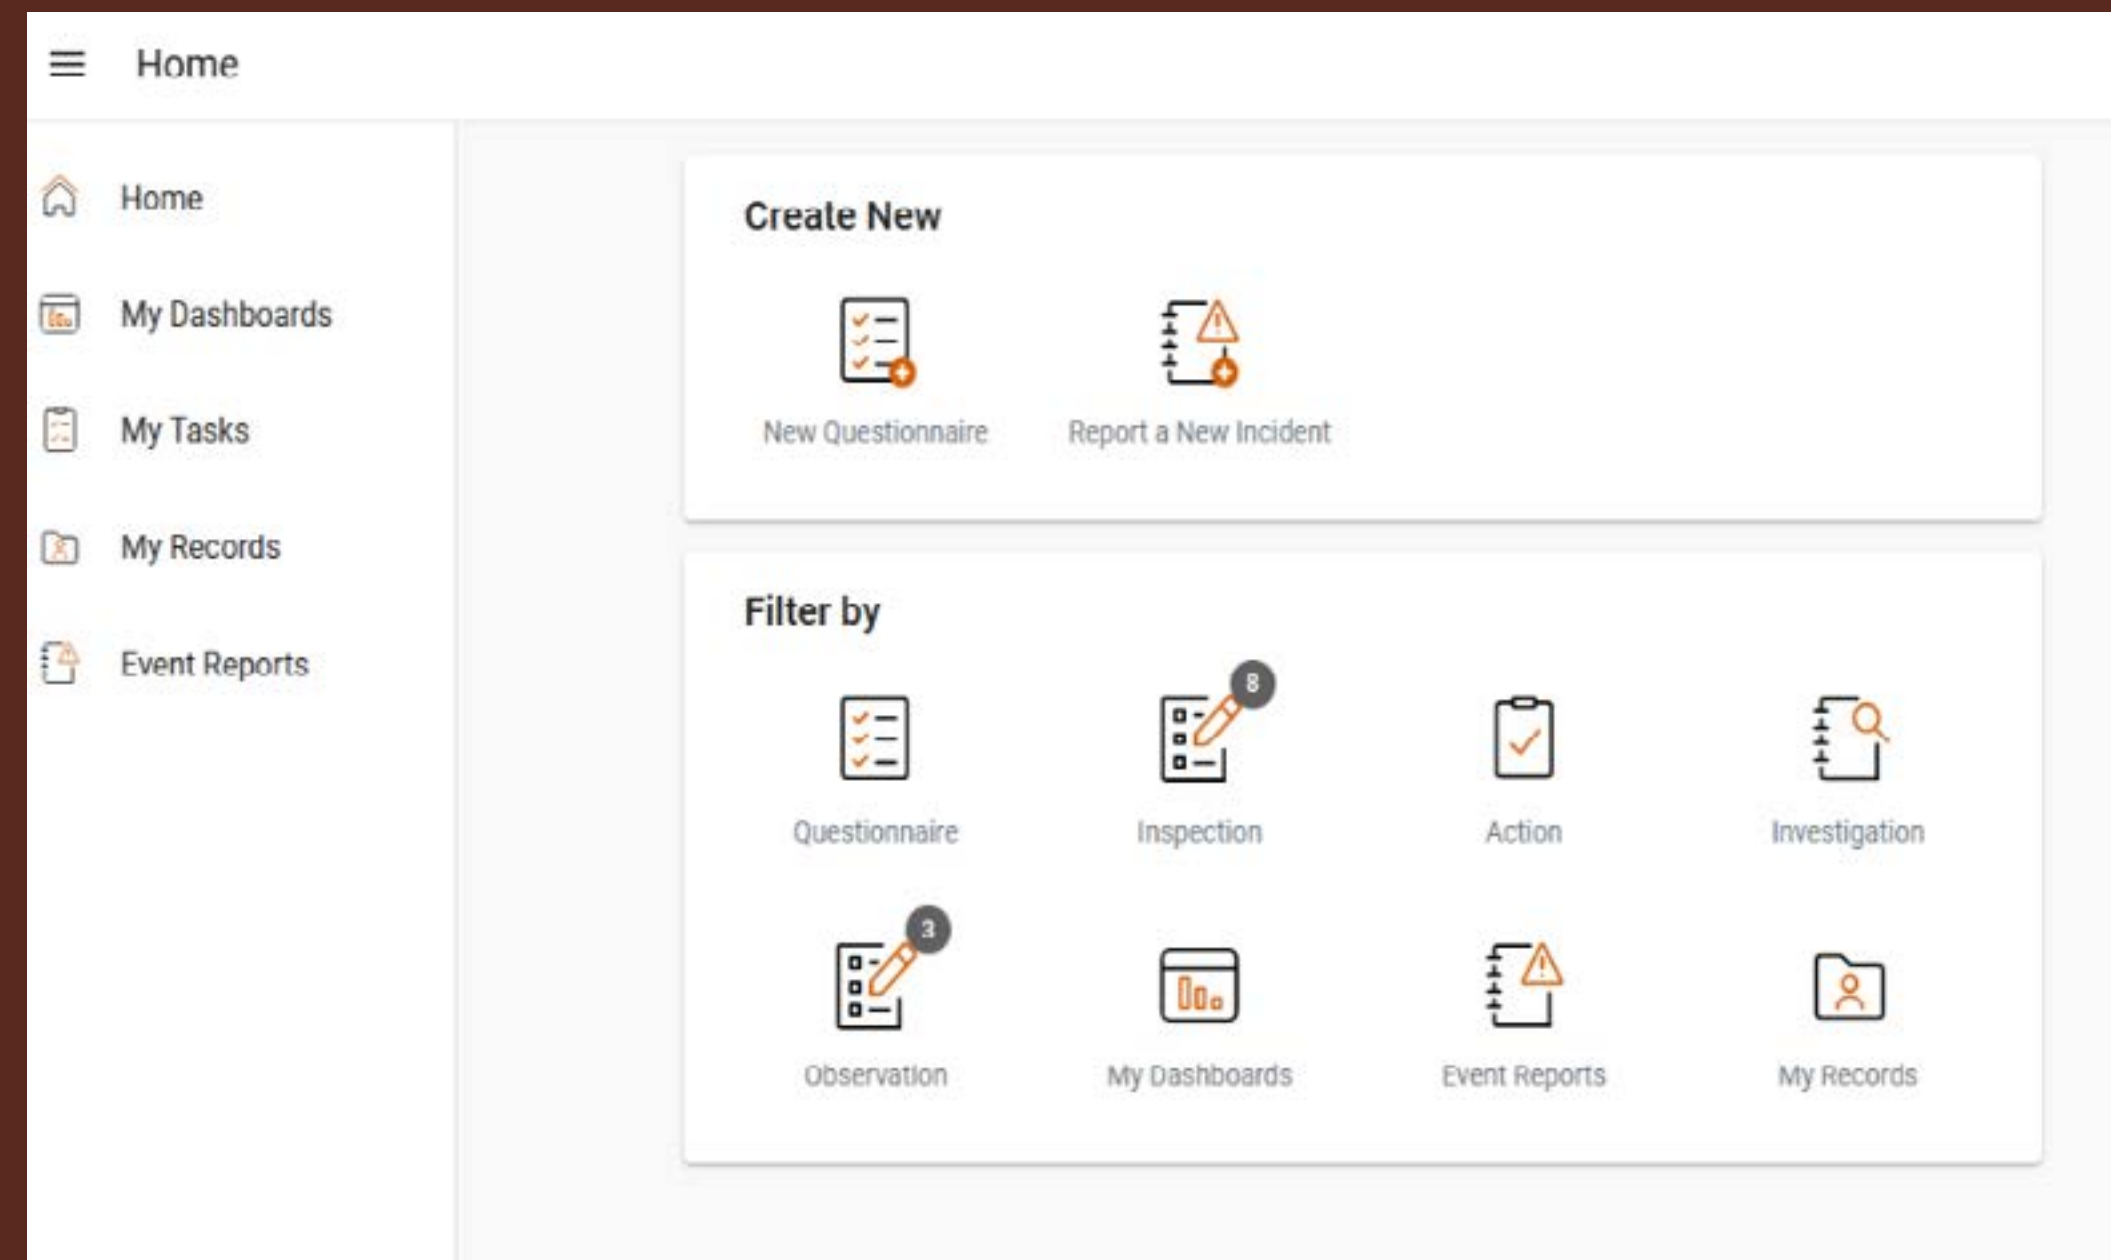 Home
Home
My Dashboards
My Tasks
My Records
Event Reports
Create New
New Questionnaire
Report a New Incident
Filter by
8
Questionnaire
Inspection
Action
Investigation
3
Observation
My Dashboards
Event Reports
My Records